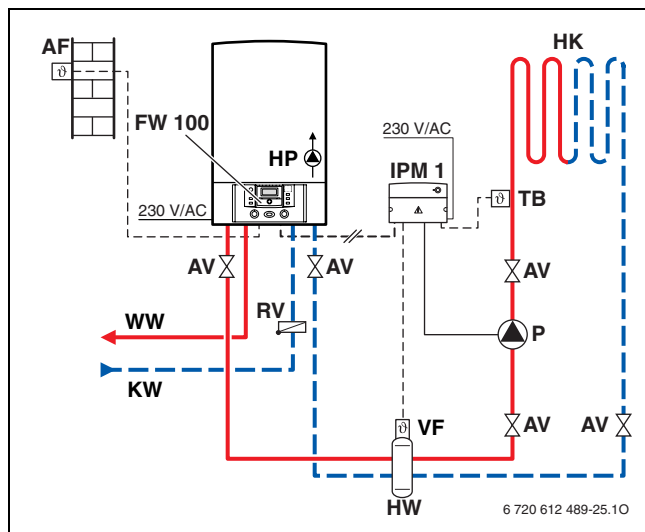 AF
HK
FW 100
HP
230 V/AC
IPM 1
230 V/AC
ϑ
ϑ
TB
AV
AV
AV
RV
WW
P
KW
ϑ
VF
AV
AV
HW
6 720 612 489-25.1O